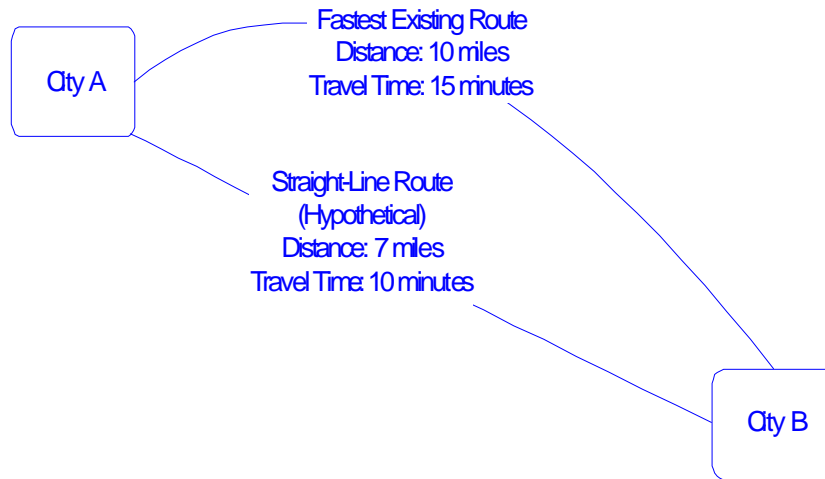 City A
Fastest Existing Route
Distance: 10 miles
Travel Time: 15 minutes
Straight-Line Route
(Hypothetical)
Distance: 7 miles
Travel Time: 10 minutes
City B